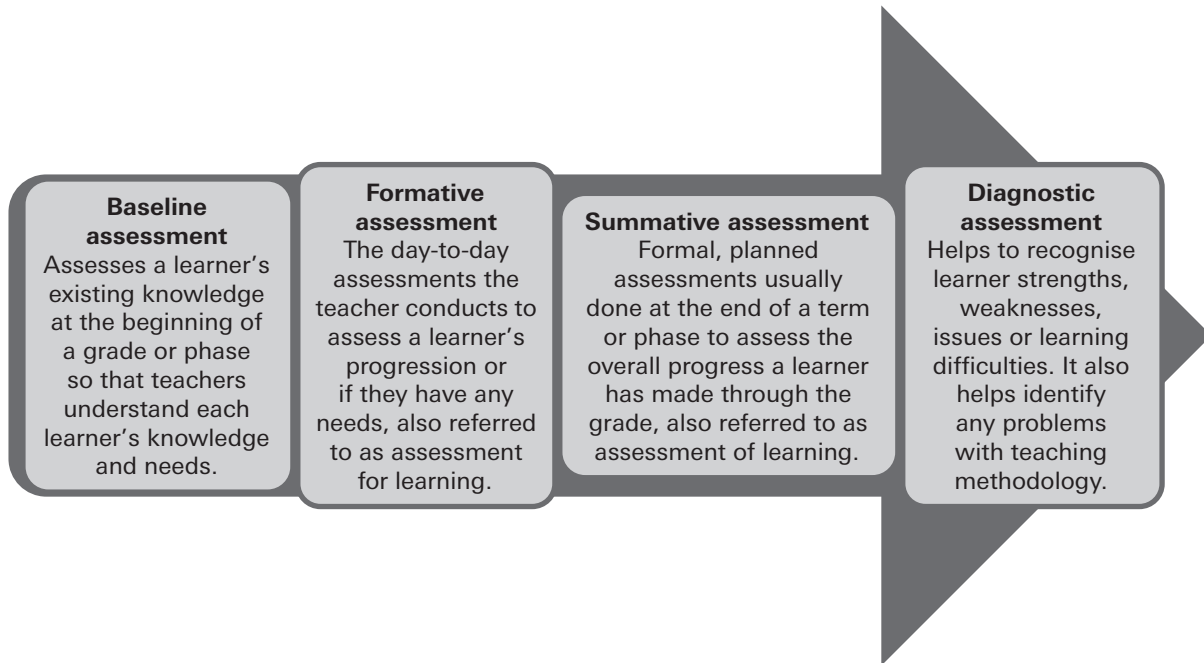 Baseline
assessment
Assesses a learner’s
existing knowledge
at the beginning of
a grade or phase
so that teachers
understand each
learner’s knowledge
and needs.
Formative
assessment
The day-to-day
assessments the
teacher conducts to
assess a learner’s
progression or
if they have any
needs, also referred
to as assessment
for learning.
Summative assessment
Formal, planned
assessments usually
done at the end of a term
or phase to assess the
overall progress a learner
has made through the
grade, also referred to as
assessment of learning.
Diagnostic
assessment
Helps to recognise
learner strengths,
weaknesses,
issues or learning
difficulties. It also
helps identify
any problems
with teaching
methodology.